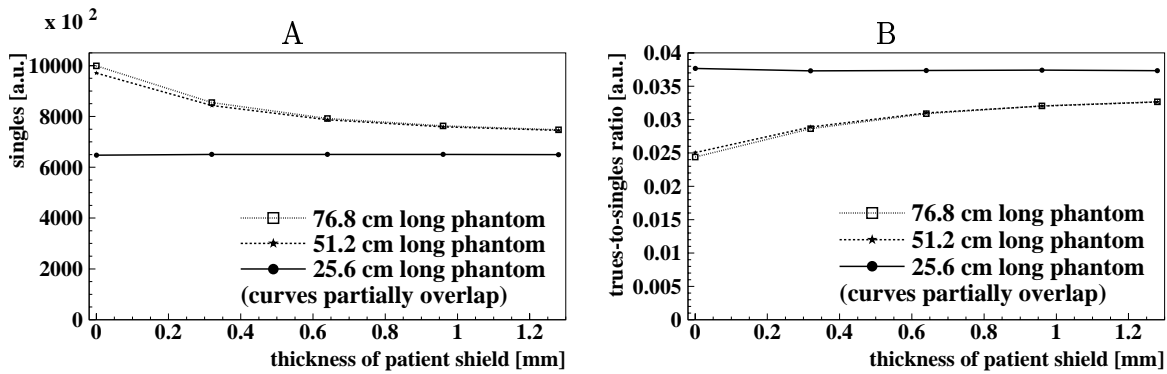 x 10 2
A
singles [a.u.]
10000
8000
6000
4000
2000
0
76.8 cm long phantom
51.2 cm long phantom
25.6 cm long phantom
(curves partially overlap)
0 0.2 0.4 0.6 0.8 1 1.2
thickness of patient shield [mm]
B
trues-to-singles ratio [a.u.]
0.04
0.035
0.03
0.025
0.02
0.015
0.01
0.005
0
76.8 cm long phantom
51.2 cm long phantom
25.6 cm long phantom
(curves partially overlap)
0 0.2 0.4 0.6 0.8 1 1.2
thickness of patient shield [mm]